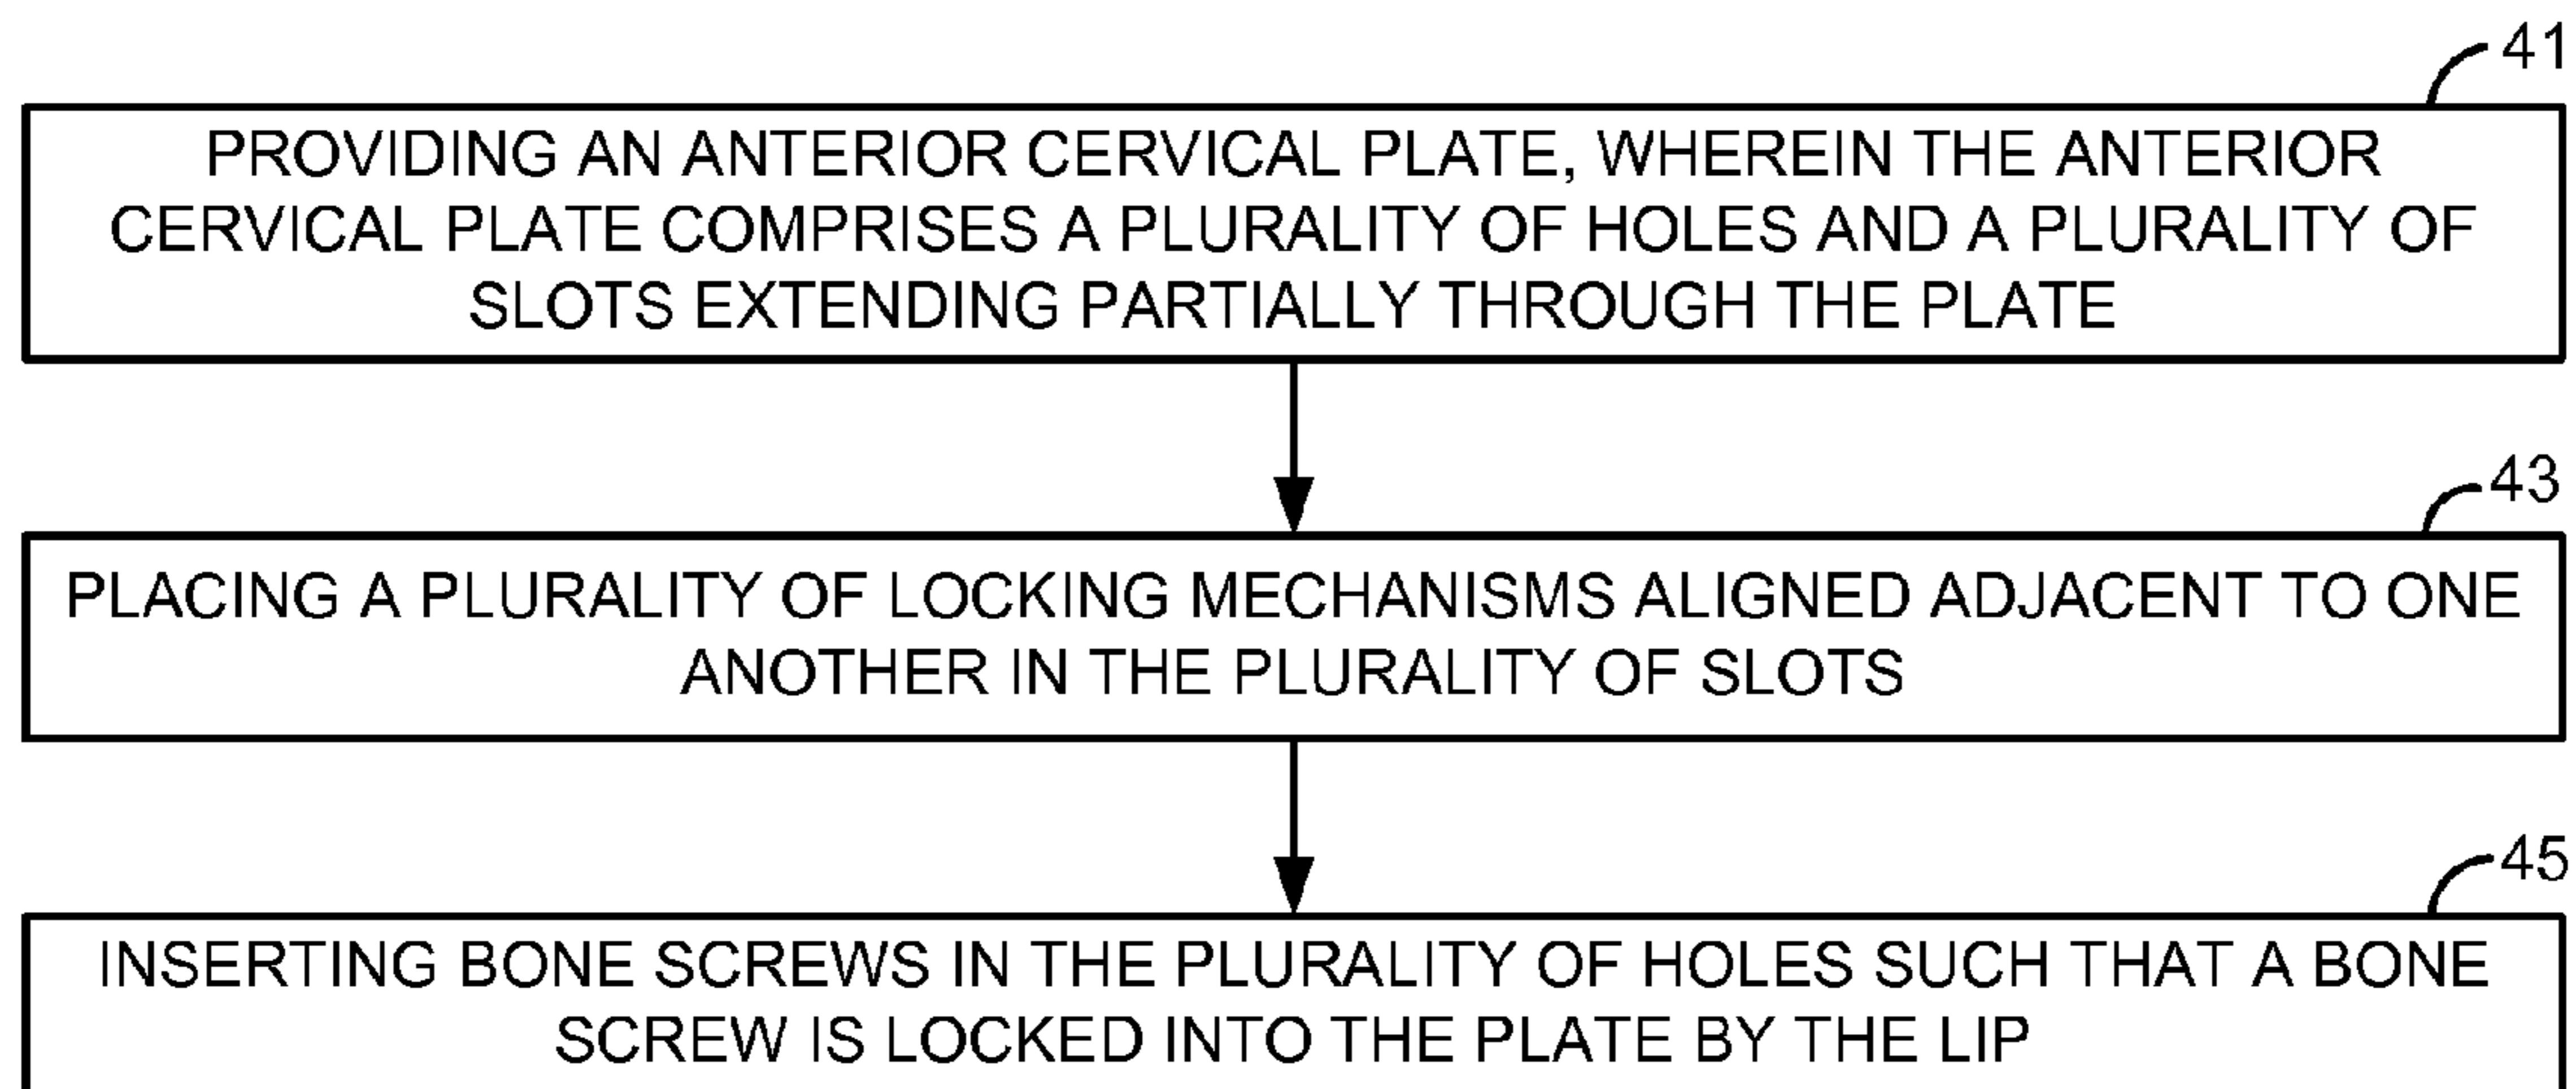 41
PROVIDING AN ANTERIOR CERVICAL PLATE, WHEREIN THE ANTERIOR
CERVICAL PLATE COMPRISES A PLURALITY OF HOLES AND A PLURALITY OF
SLOTS EXTENDING PARTIALLY THROUGH THE PLATE
43
PLACING A PLURALITY OF LOCKING MECHANISMS ALIGNED ADJACENT TO ONE
ANOTHER IN THE PLURALITY OF SLOTS
45
INSERTING BONE SCREWS IN THE PLURALITY OF HOLES SUCH THAT A BONE
SCREW IS LOCKED INTO THE PLATE BY THE LIP